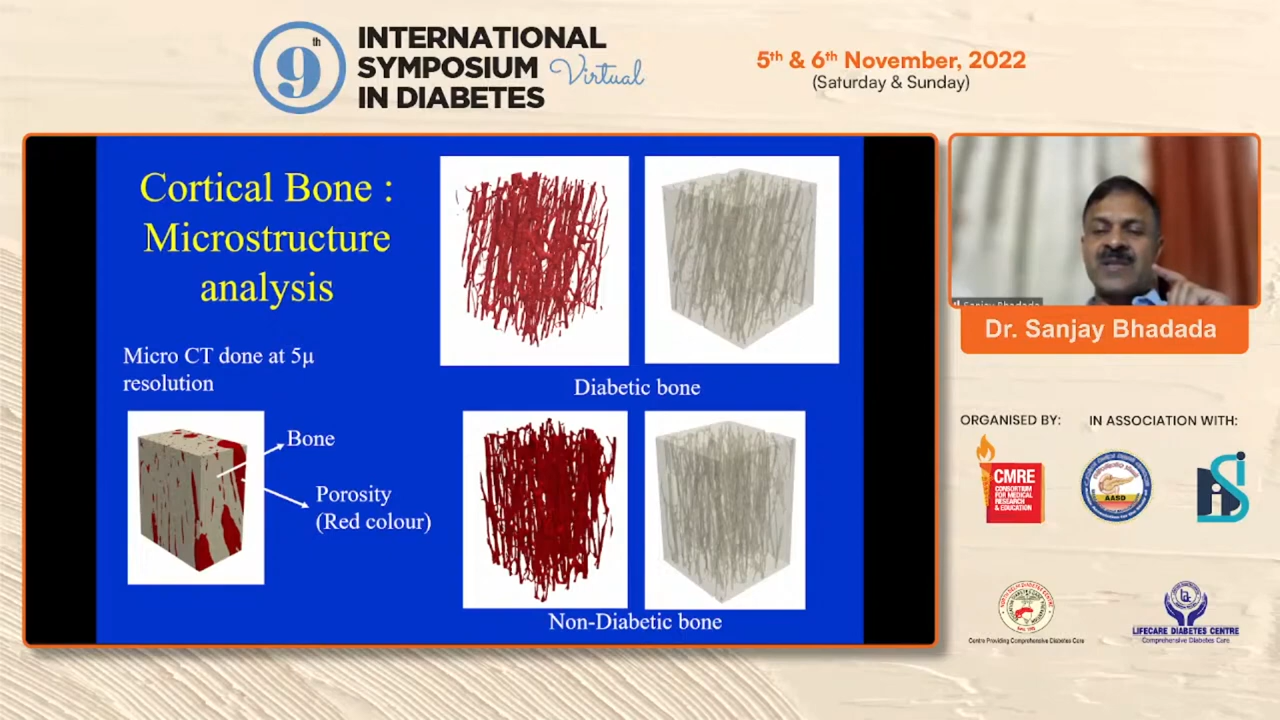 9th
INTERNATIONAL
SYMPOSIUM Virtual
IN DIABETES
5th & 6th November, 2022
(Saturday & Sunday)
Cortical Bone :
Microstructure
analysis
Micro CT done at 5µ
resolution
Bone
Porosity
(Red colour)
Diabetic bone
Non-Diabetic bone
Sanjay Bhadada
Dr. Sanjay Bhadada
ORGANISED BY:
IN ASSOCIATION WITH:
CMRE
CONSORTIUM
FOR MEDICAL
RESEARCH
& EDUCATION
AASD
Centre Providing Comprehensive Diabetes Care
LIFECARE DIABETES CENTRE
Comprehensive Diabetes Care